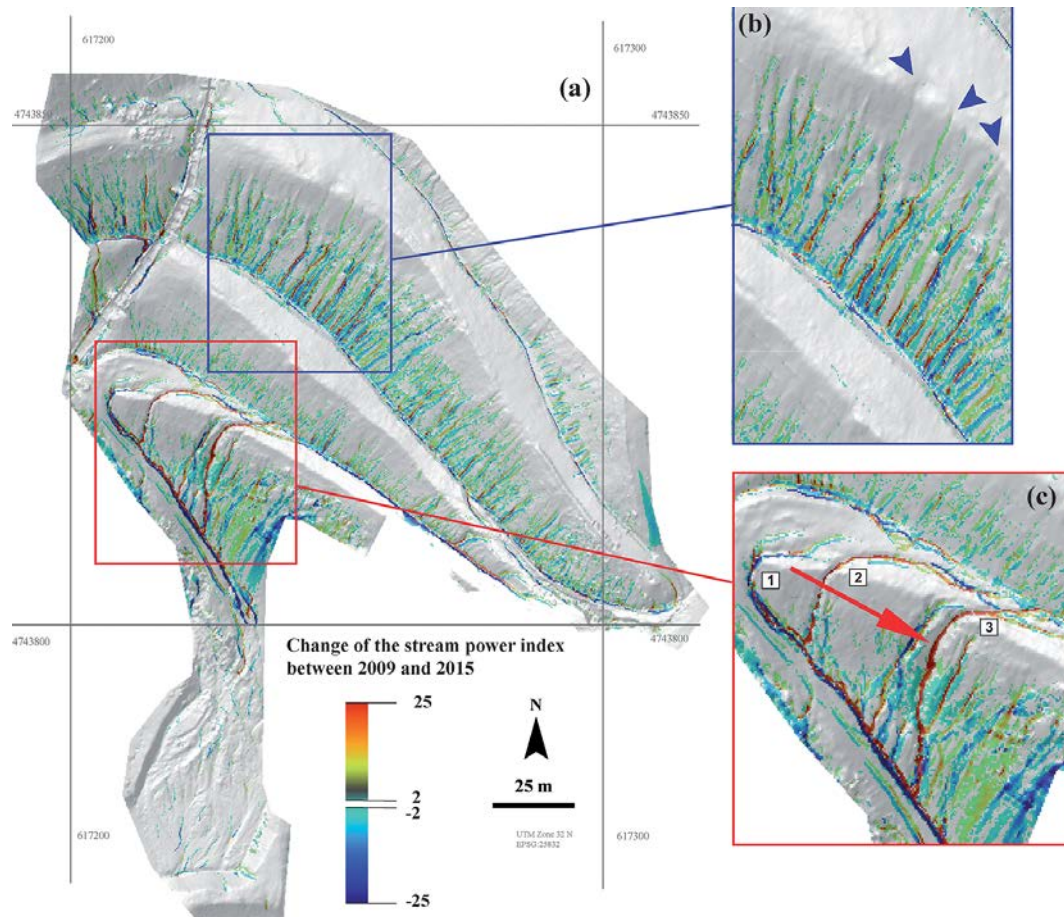 617200
617300
(b)
(a)
4743850
4743850
(c)
1
2
3
4743800
4743800
Change of the stream power index
between 2009 and 2015
25
2
-2
-25
N
25 m
UTM Zone 32 N
EPSG:25832
617200
617300